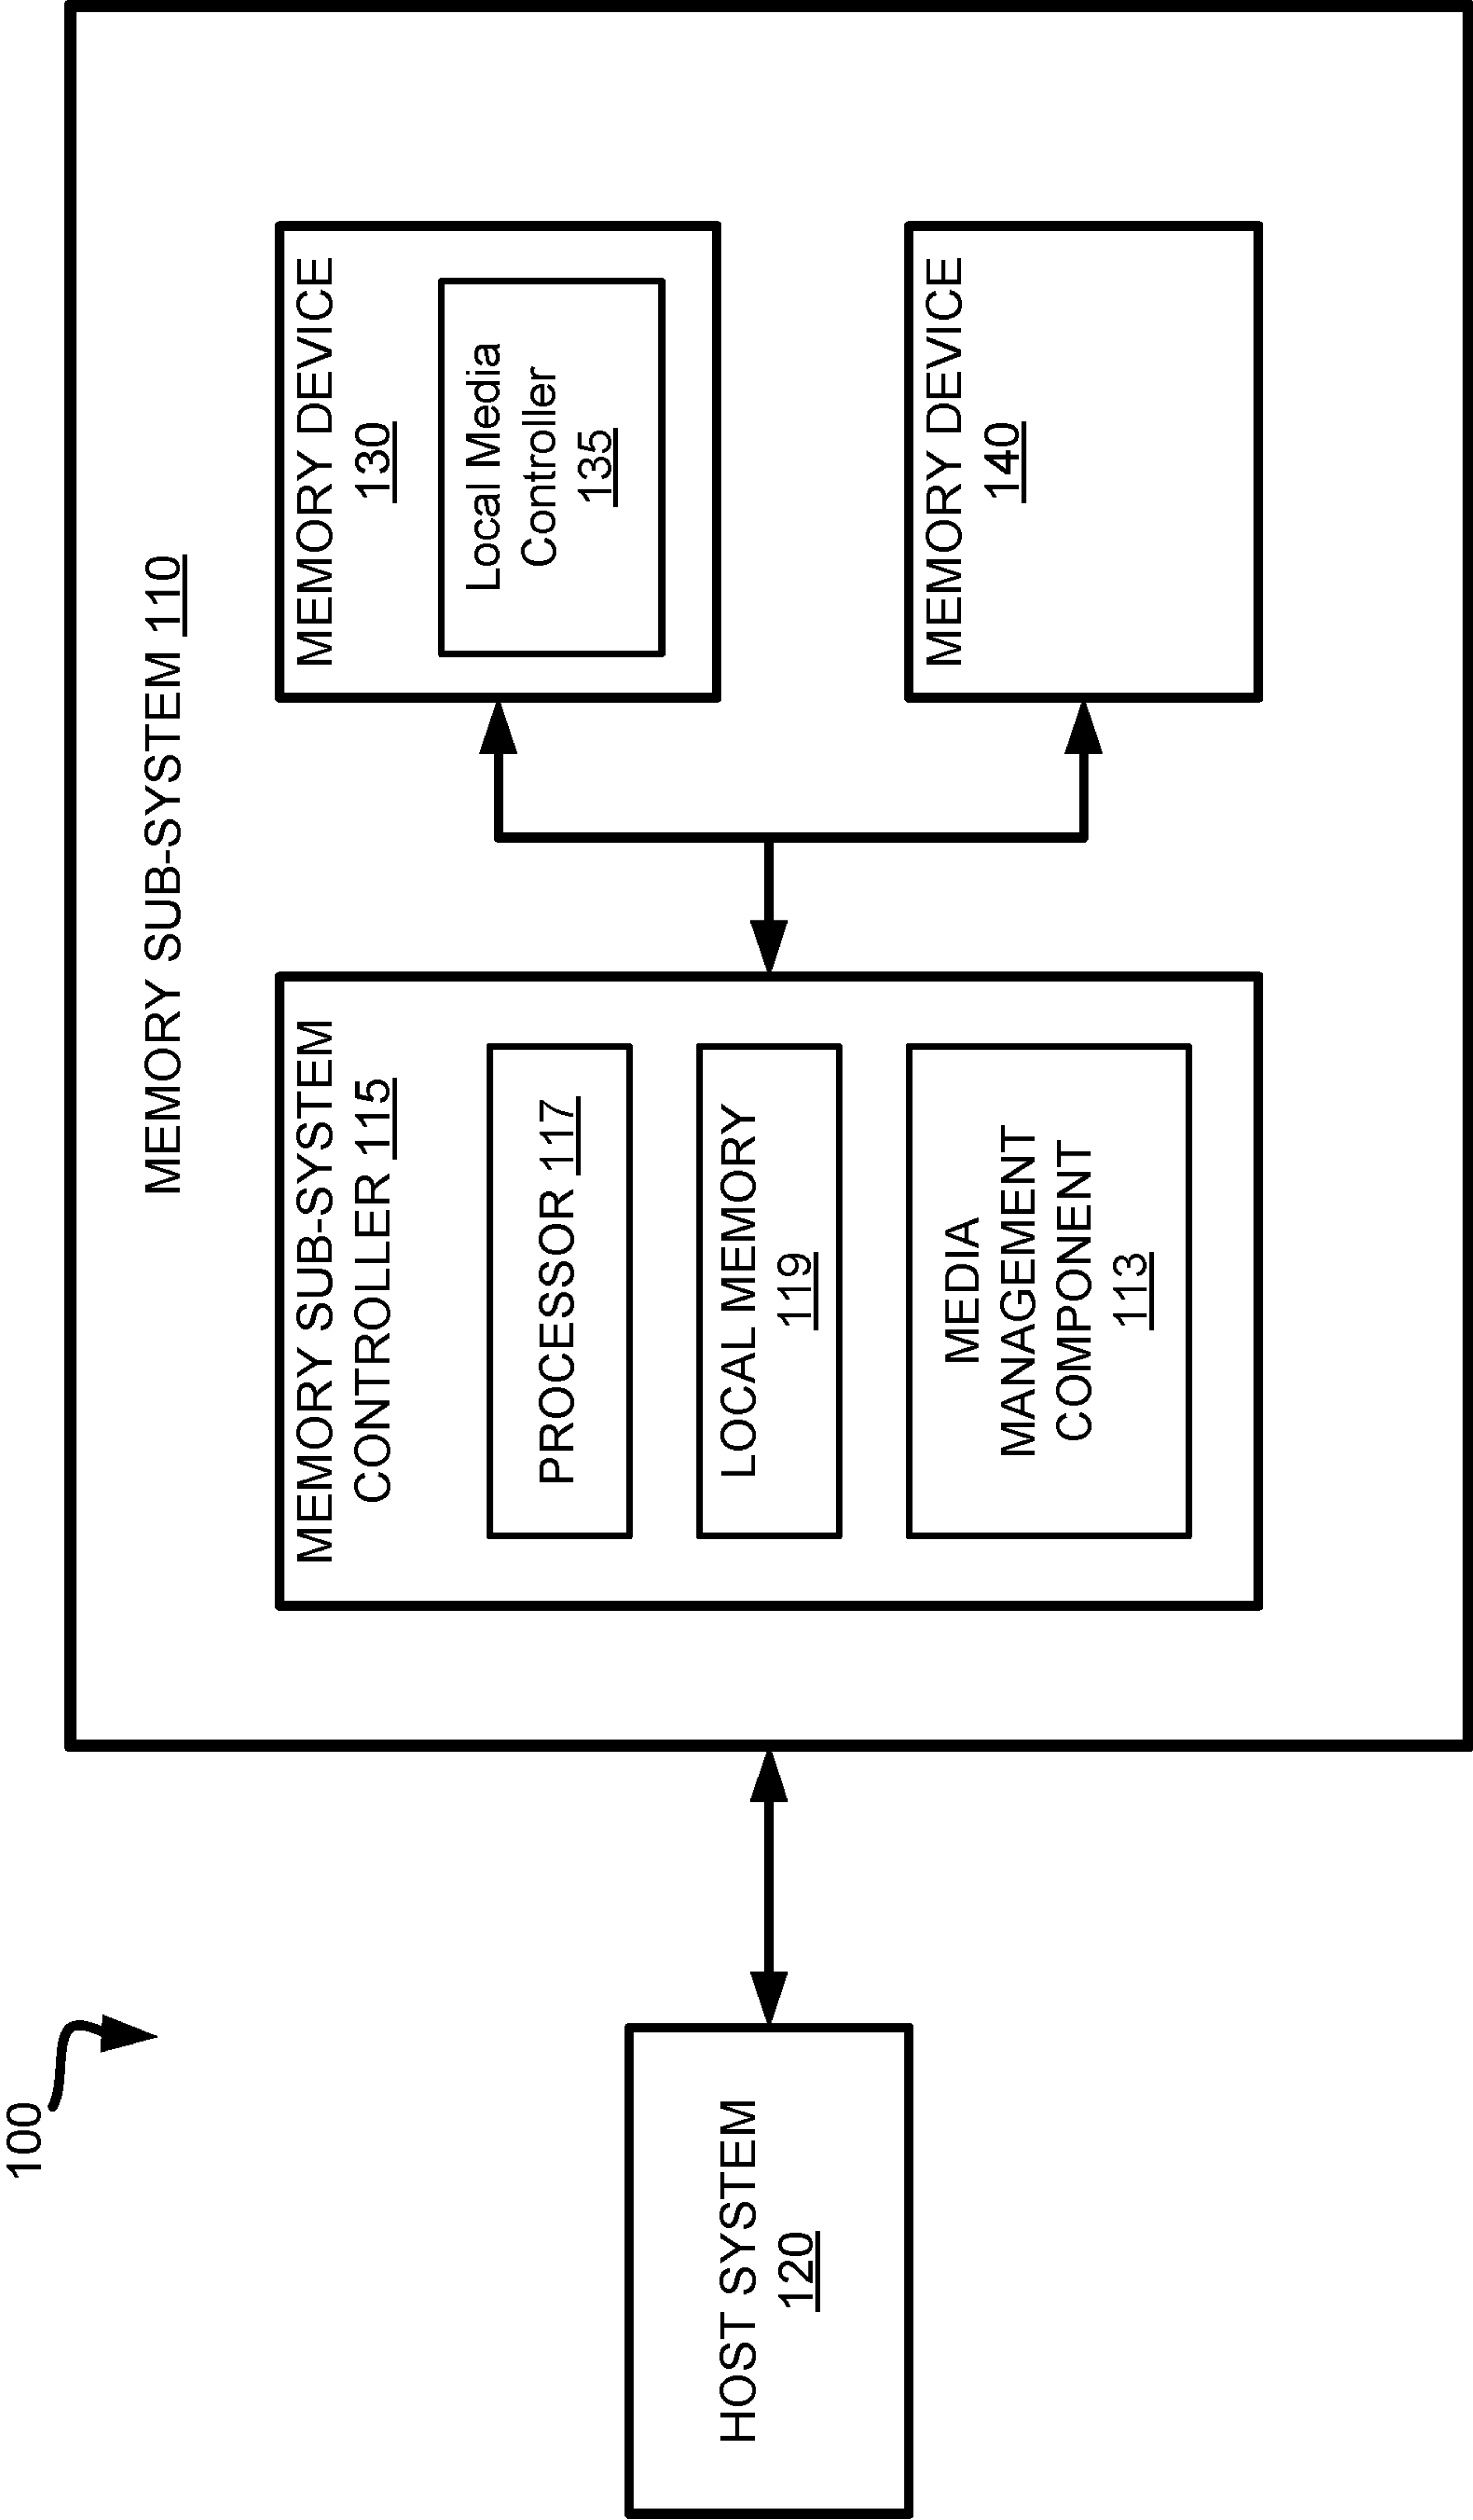 100
MEMORY SUB-SYSTEM 110
HOST SYSTEM
120
MEMORY SUB-SYSTEM
CONTROLLER 115
PROCESSOR 117
LOCAL MEMORY
119
MEDIA
MANAGEMENT
COMPONENT
113
MEMORY DEVICE
130
Local Media
Controller
135
MEMORY DEVICE
140